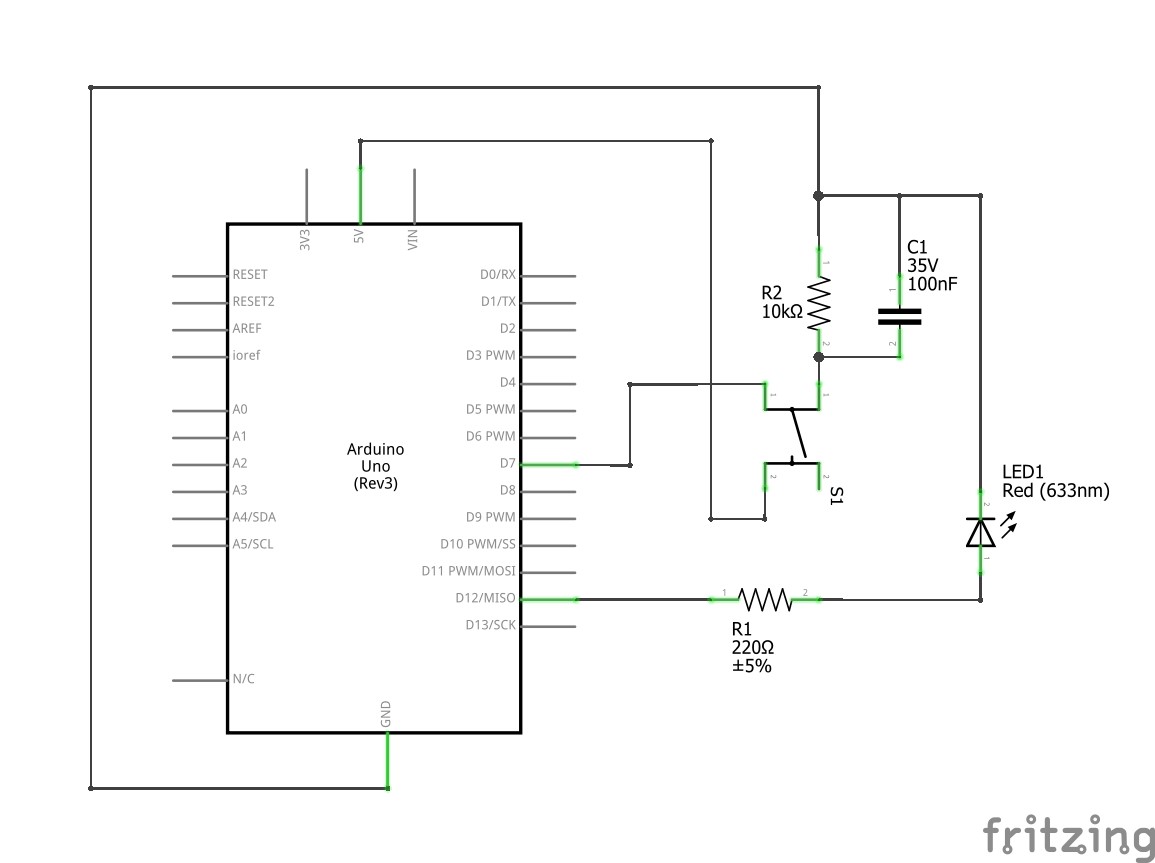 3V3
5V
VIN
RESET
RESET2
AREF
ioref
A0
A1
A2
A3
A4/SDA
A5/SCL
N/C
Arduino
Uno
(Rev3)
D0/RX
D1/TX
D2
D3 PWM
D4
D5 PWM
D6 PWM
D7
D8
D9 PWM
D10 PWM/SS
D11 PWM/MOSI
D12/MISO
D13/SCK
GND
1
R2
10kΩ
2
C1
35V
100nF
1
2
1
1
2
2
S1
LED1
Red (633nm)
2
1
1
2
R1
220Ω
±5%
fritzing